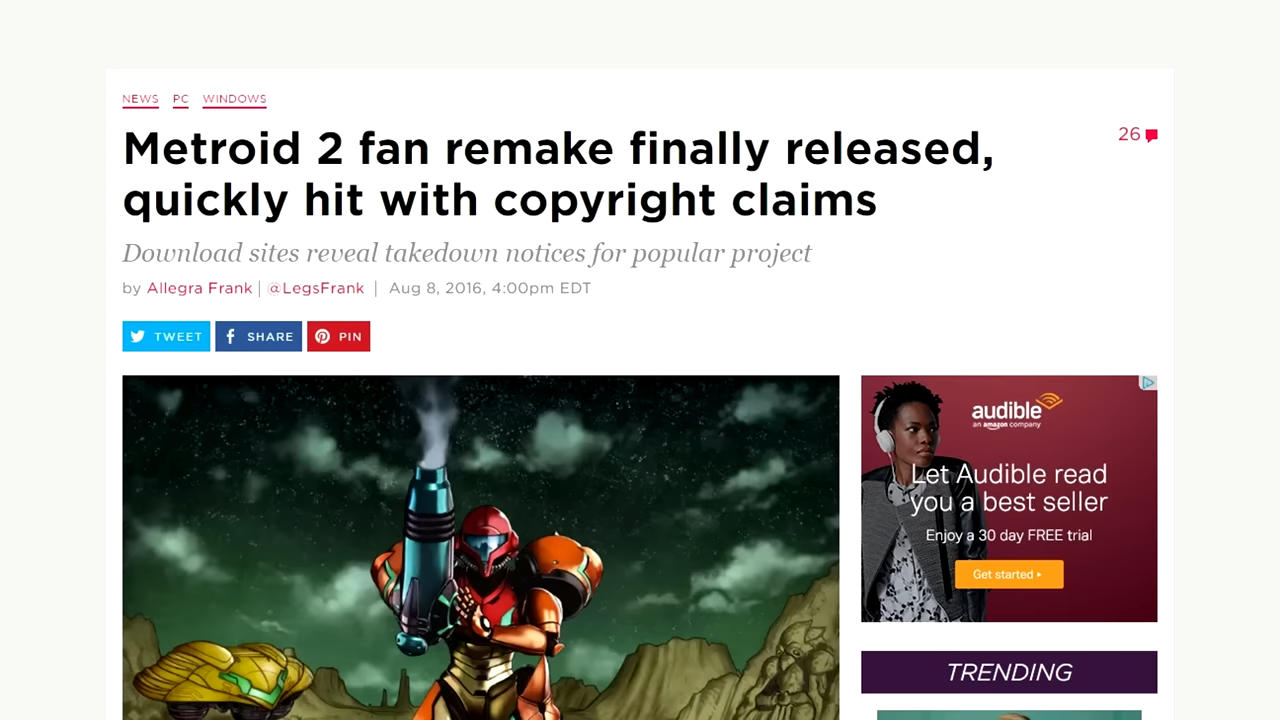 NEWS PC WINDOWS
Metroid 2 fan remake finally released,
quickly hit with copyright claims
26
Download sites reveal takedown notices for popular project
by Allegra Frank | @LegsFrank | Aug 8, 2016, 4:00pm EDT
TWEET SHARE PIN
audible
an amazon company
Let Audible read
you a best seller
Enjoy a 30 day FREE trial
Get started
TRENDING